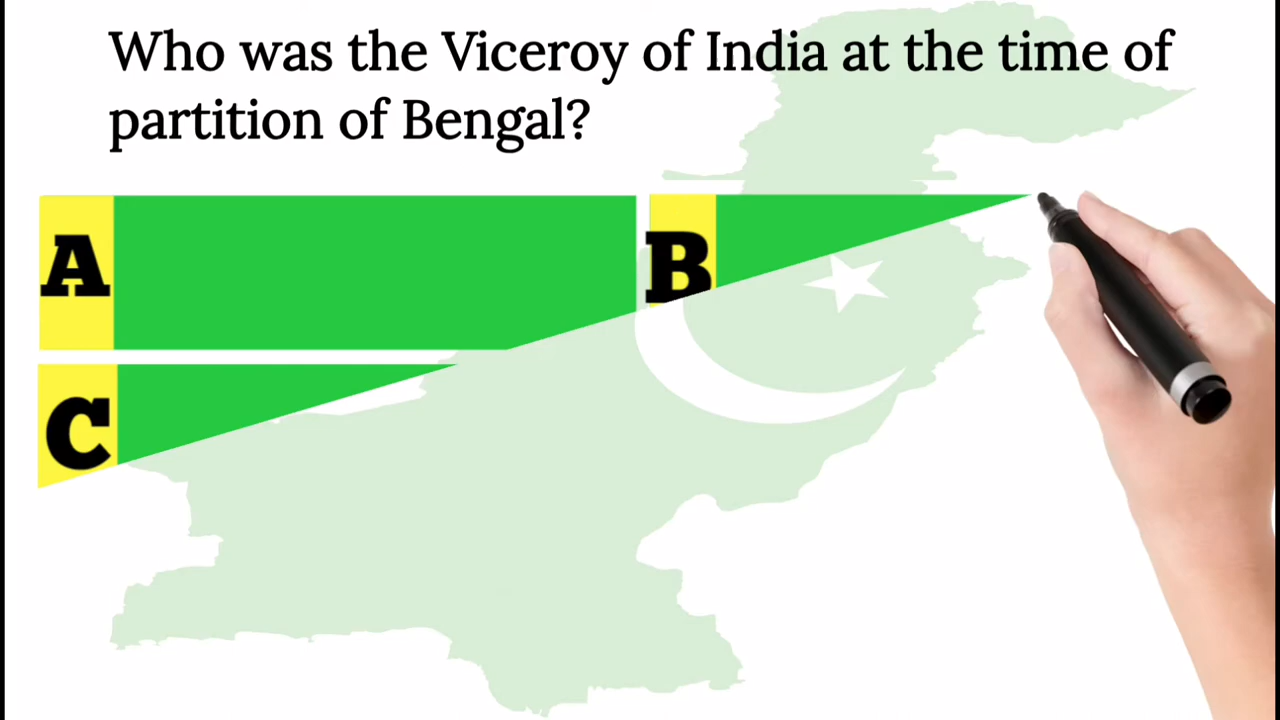 Who was the Viceroy of India at the time of
partition of Bengal?
A
B
C